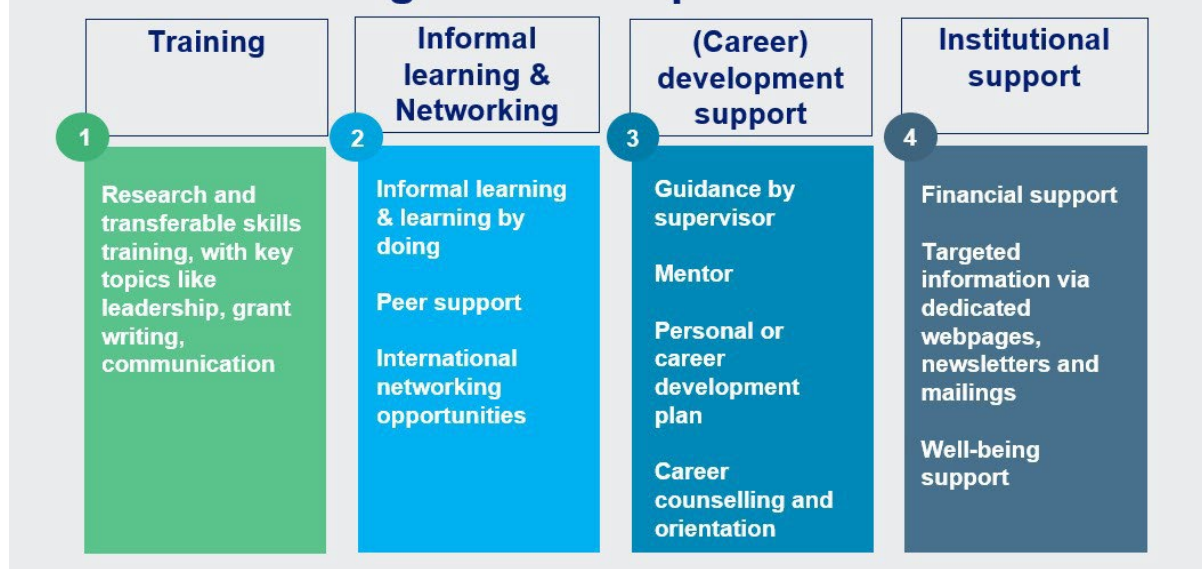 Training
1
Research and
transferable skills
training, with key
topics like
leadership, grant
writing,
communication
Informal
learning &
Networking
2
Informal learning
& learning by
doing
Peer support
International
networking
opportunities
(Career)
development
support
3
Guidance by
supervisor
Mentor
Personal or
career
development
plan
Career
counselling and
orientation
Institutional
support
4
Financial support
Targeted
information via
dedicated
webpages,
newsletters and
mailings
Well-being
support